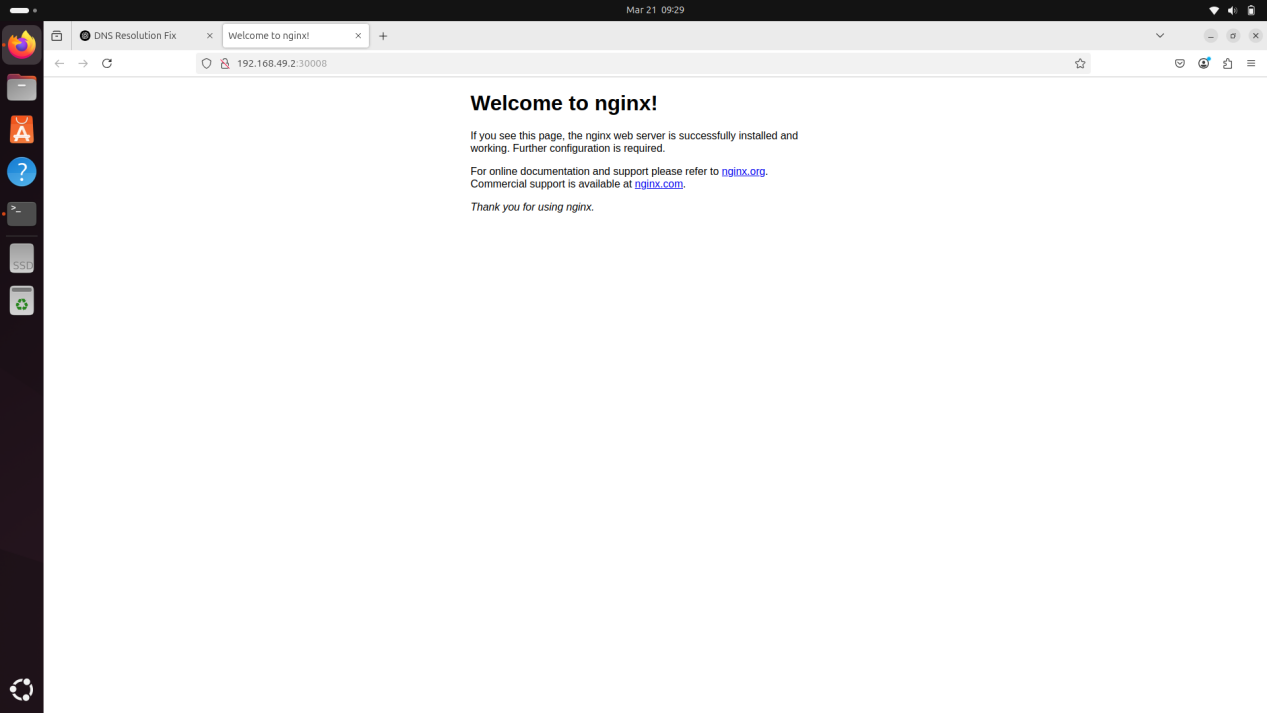 Mar 21 09:29
DNS Resolution Fix
Welcome to nginx!
192.168.49.2:30008
Welcome to nginx!
If you see this page, the nginx web server is successfully installed and
working. Further configuration is required.
For online documentation and support please refer to nginx.org.
Commercial support is available at nginx.com.
Thank you for using nginx.
SSD